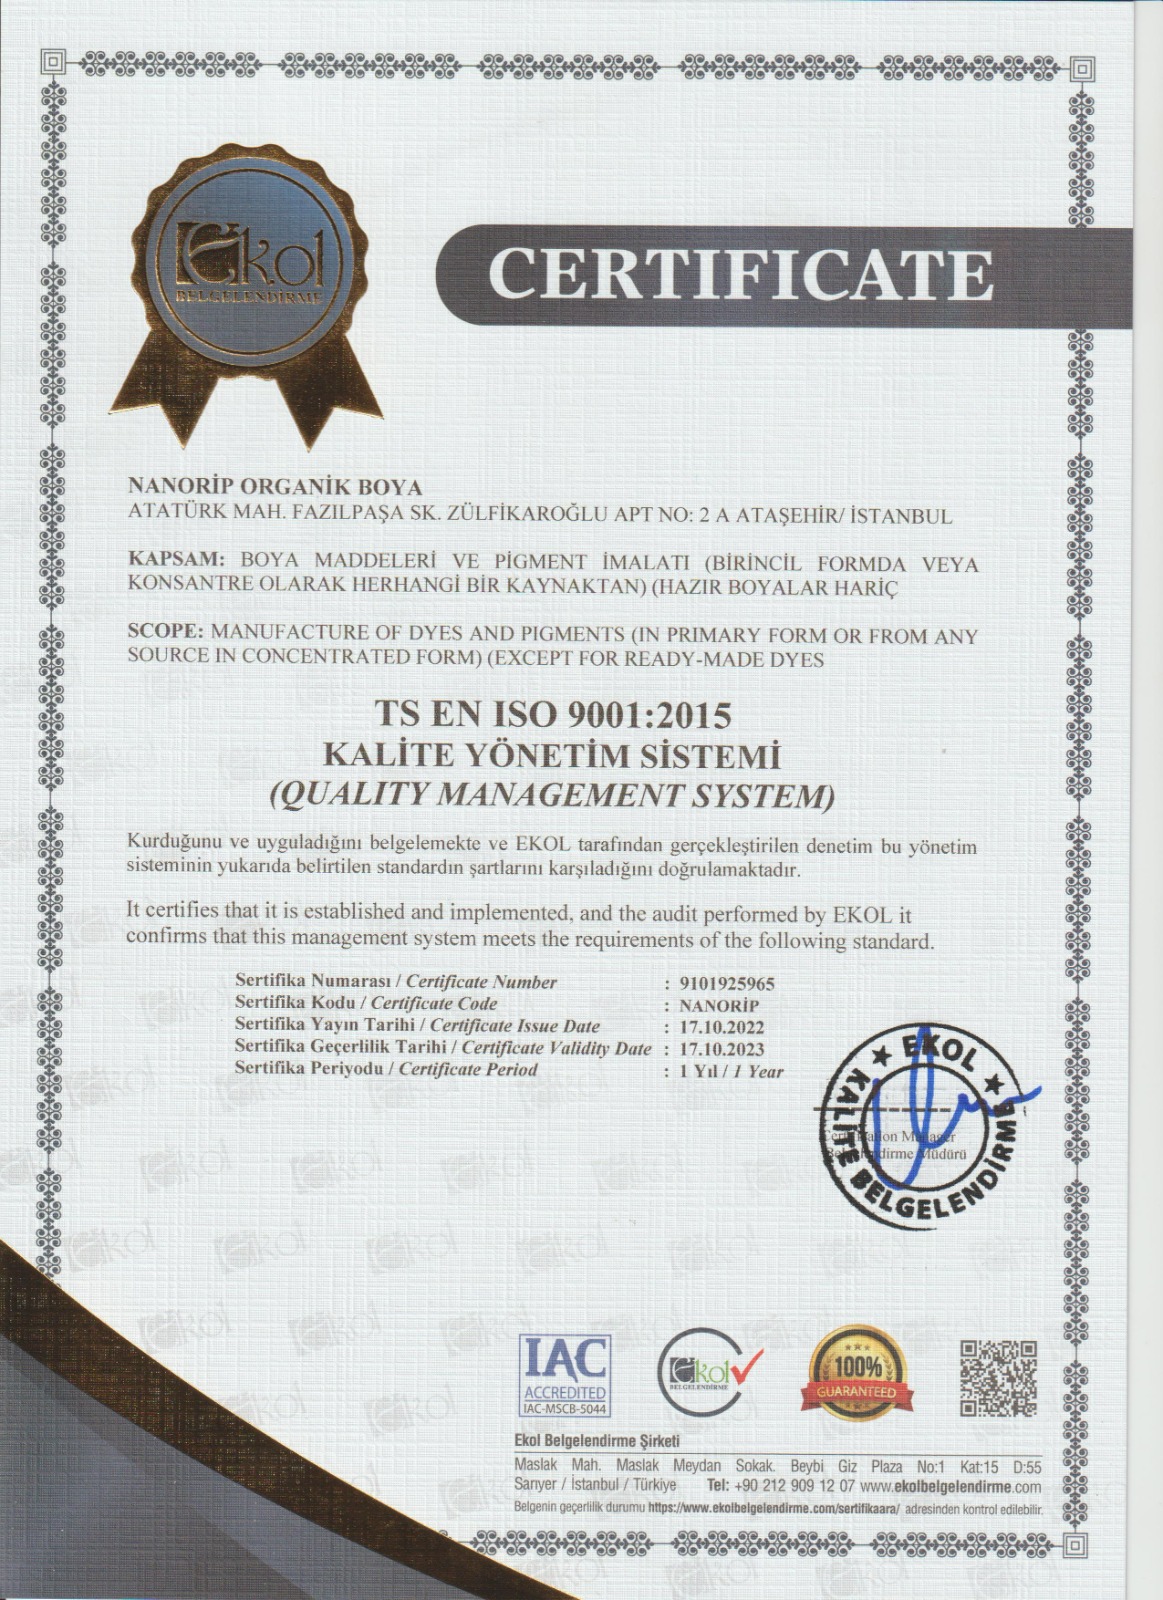 Ekol
BELGELENDİRME
CERTIFICATE
NANORİP ORGANİK BOYA
ATATÜRK MAH. FAZILPAŞA SK. ZÜLFİKAROĞLU APT NO: 2 A ATAŞEHİR/ İSTANBUL
KAPSAM: BOYA MADDELERİ VE PİGMENT İMALATI (BİRİNCİL FORMDA VEYA
KONSANTRE OLARAK HERHANGİ BİR KAYNAKTAN) (HAZIR BOYALAR HARİÇ
SCOPE: MANUFACTURE OF DYES AND PIGMENTS (IN PRIMARY FORM OR FROM ANY
SOURCE IN CONCENTRATED FORM) (EXCEPT FOR READY-MADE DYES
TS EN ISO 9001:2015
KALİTE YÖNETİM SİSTEMİ
(QUALITY MANAGEMENT SYSTEM)
Kurduğunu ve uyguladığını belgelemekte ve EKOL tarafından gerçekleştirilen denetim bu yönetim
sisteminin yukarıda belirtilen standardın şartlarını karşıladığını doğrulamaktadır.
It certifies that it is established and implemented, and the audit performed by EKOL it
confirms that this management system meets the requirements of the following standard.
Sertifika Numarası / Certificate Number : 9101925965
Sertifika Kodu / Certificate Code : NANORİP
Sertifika Yayın Tarihi / Certificate Issue Date : 17.10.2022
Sertifika Geçerlilik Tarihi / Certificate Validity Date : 17.10.2023
Sertifika Periyodu / Certificate Period : 1 Yıl / 1 Year
EKOL
KALİTE BELGELENDİRME
Manager
Müdürü
IAC
ACCREDITED
IAC-MSCB-5044
Ekol
BELGELENDİRME
100%
GUARANTEED
Ekol Belgelendirme Şirketi
Maslak Mah. Maslak Meydan Sokak. Beybi Giz Plaza No:1 Kat:15 D:55
Sarıyer / İstanbul / Türkiye Tel: +90 212 909 12 07 www.ekolbelgelendirme.com
Belgenin geçerlilik durumu https://www.ekolbelgelendirme.com/sertifikaara/ adresinden kontrol edilebilir.